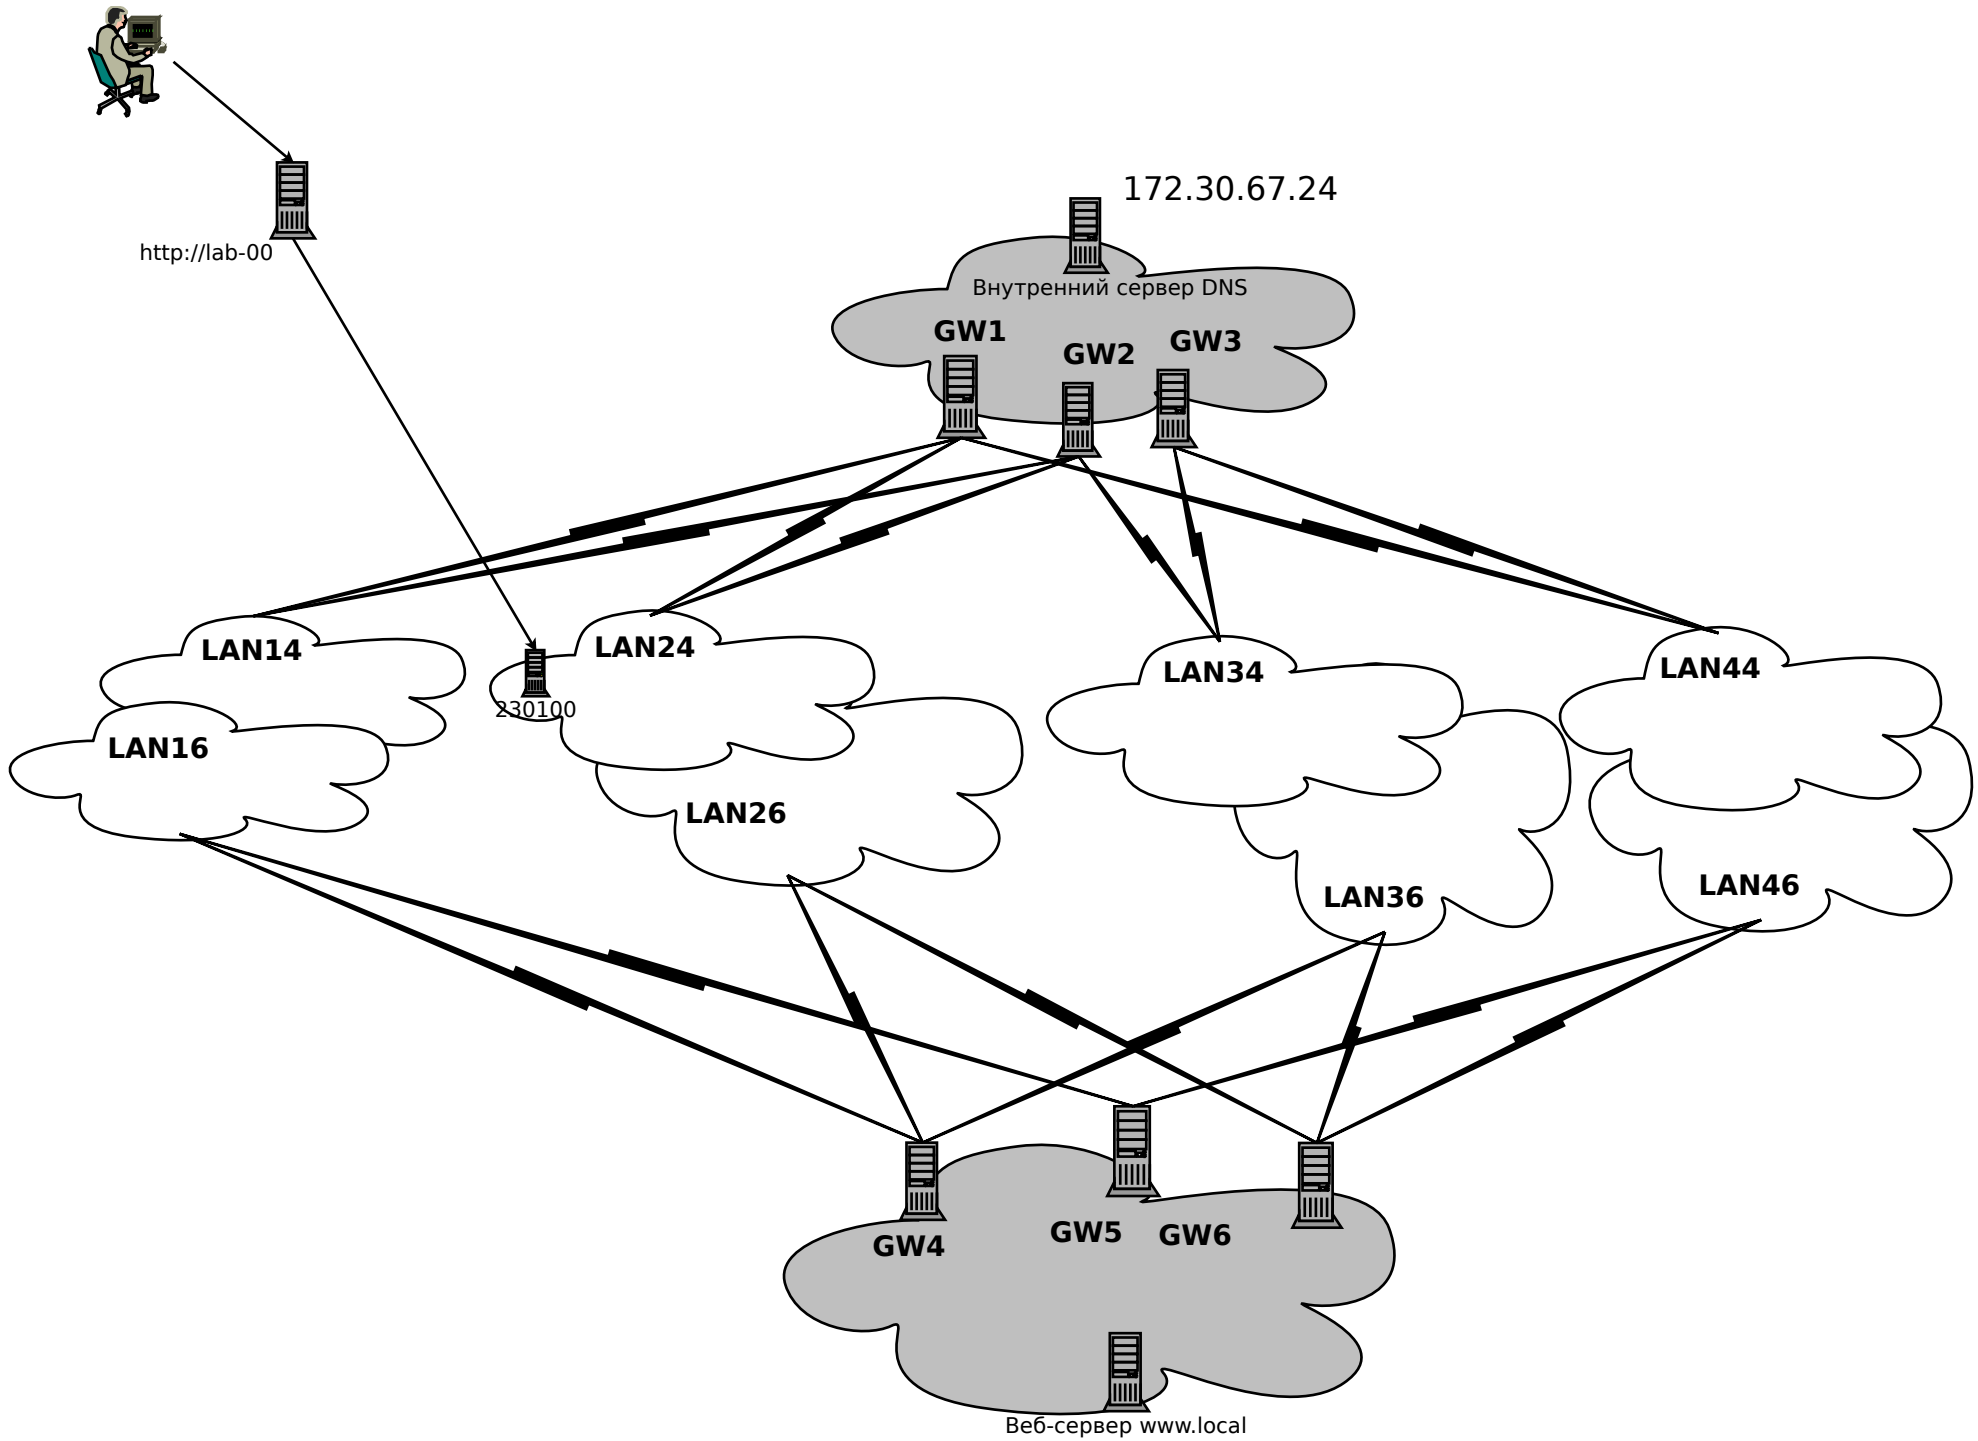 172.30.67.24
http://lab-00
Внутренний сервер DNS
GW1
GW2
GW3
LAN14
LAN24
LAN34
LAN44
230100
LAN16
LAN26
LAN36
LAN46
GW4
GW5
GW6
Веб-сервер www.local